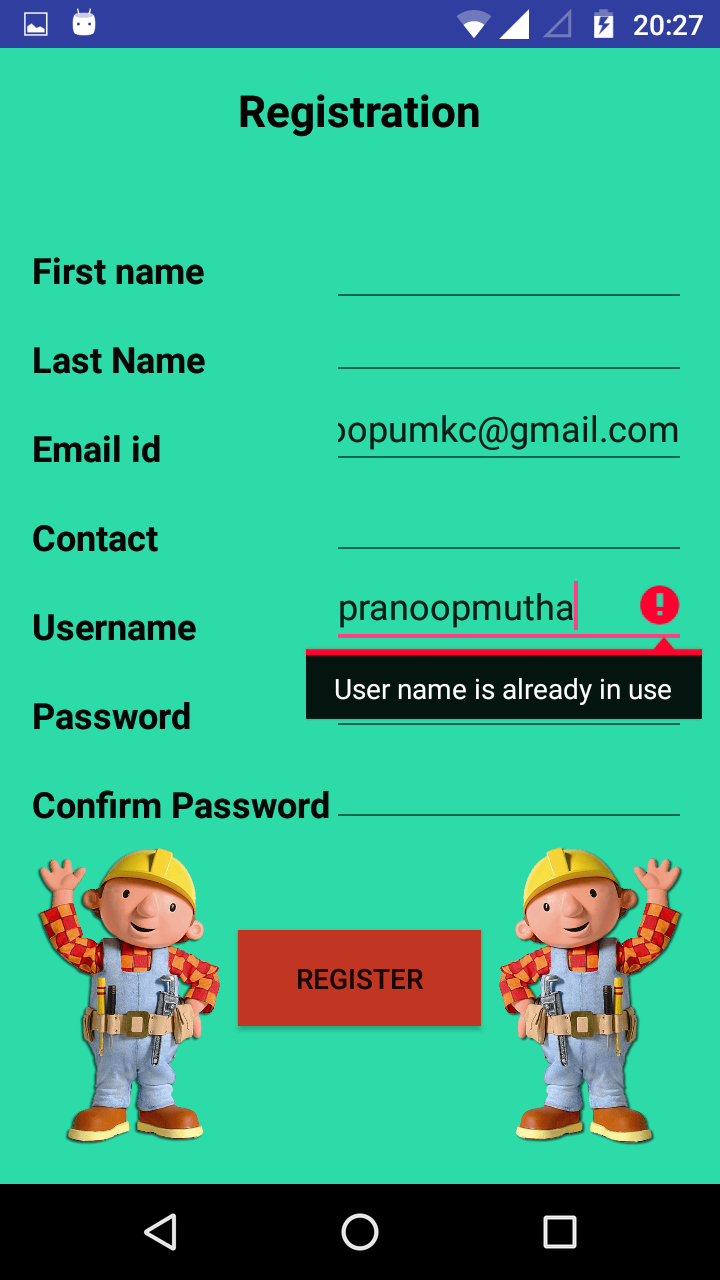 20:27
Registration
First name
Last Name
Email id
oopumkc@gmail.com
Contact
Username
pranoopmutha
User name is already in use
Password
Confirm Password
REGISTER